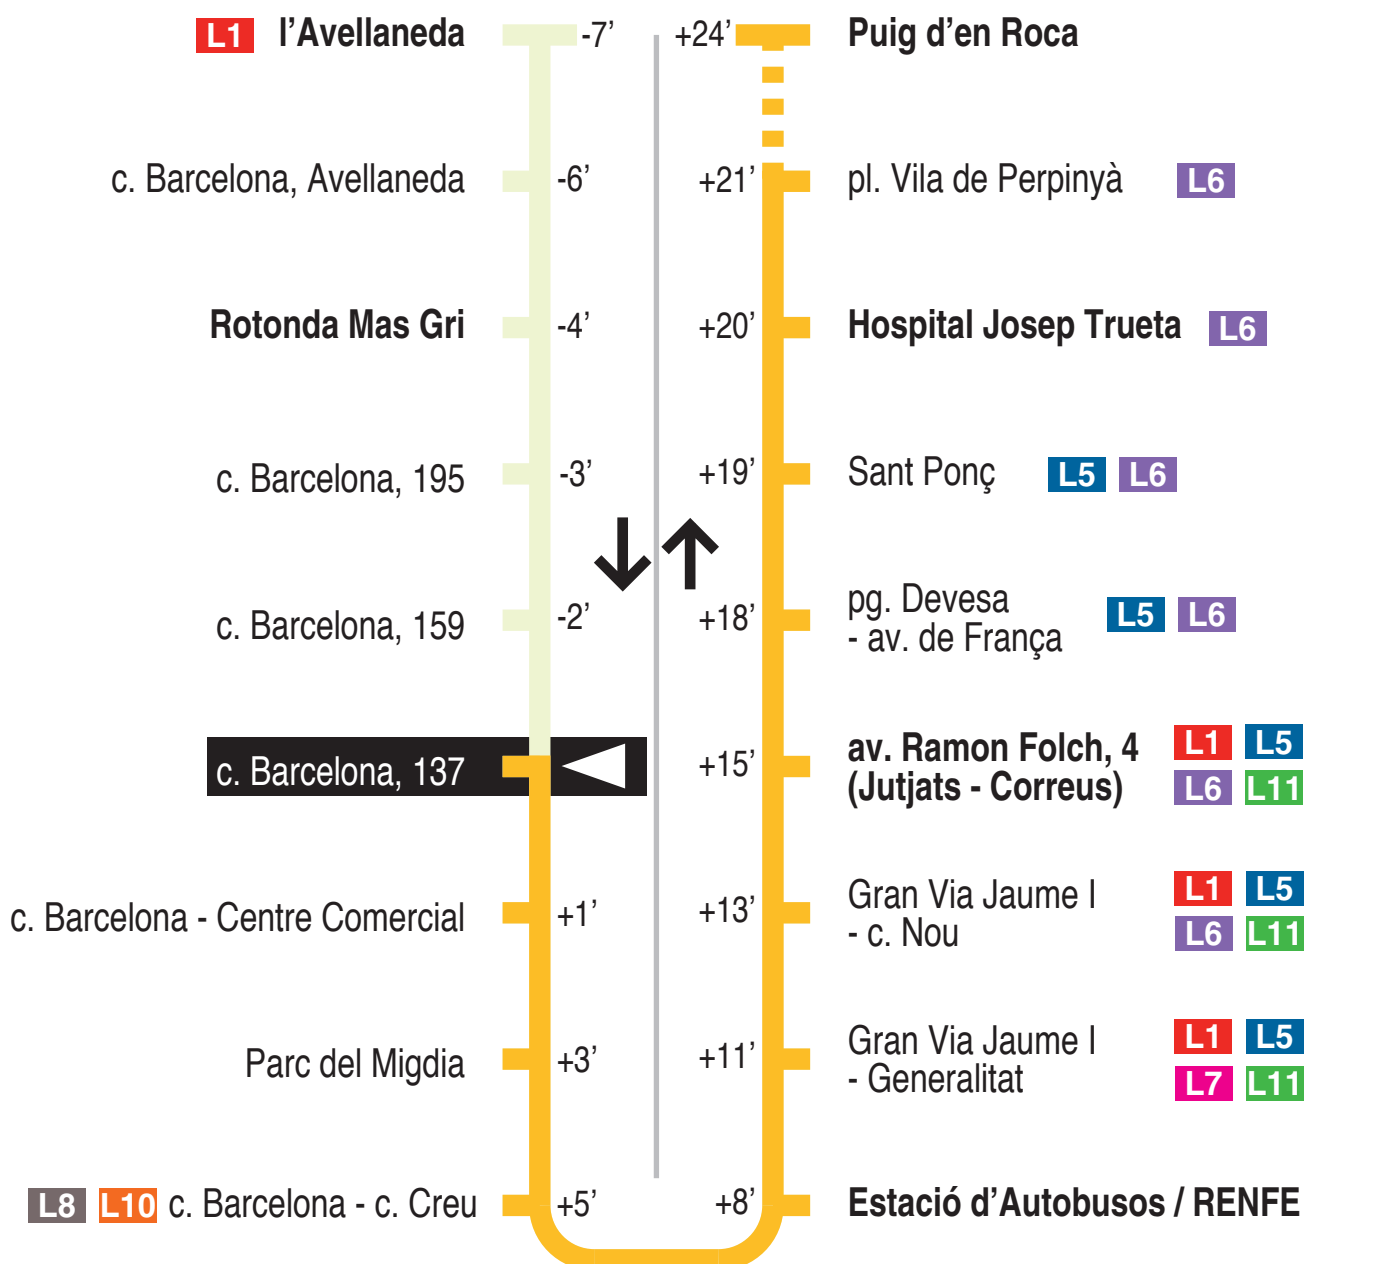 L1 l’Avellaneda -7’
c. Barcelona, Avellaneda -6’
Rotonda Mas Gri -4’
c. Barcelona, 195 -3’
c. Barcelona, 159 -2’
c. Barcelona, 137
c. Barcelona - Centre Comercial +1’
Parc del Migdia +3’
L8 L10 c. Barcelona - c. Creu +5’
+24’ Puig d’en Roca
+21’ pl. Vila de Perpinyà L6
+20’ Hospital Josep Trueta L6
+19’ Sant Ponç L5 L6
+18’ pg. Devesa
- av. de França L5 L6
+15’ av. Ramon Folch, 4 L1 L5
(Jutjats - Correus) L6 L11
+13’ Gran Via Jaume I L1 L5
- c. Nou L6 L11
+11’ Gran Via Jaume I L1 L5
- Generalitat L7 L11
+8’ Estació d’Autobusos / RENFE